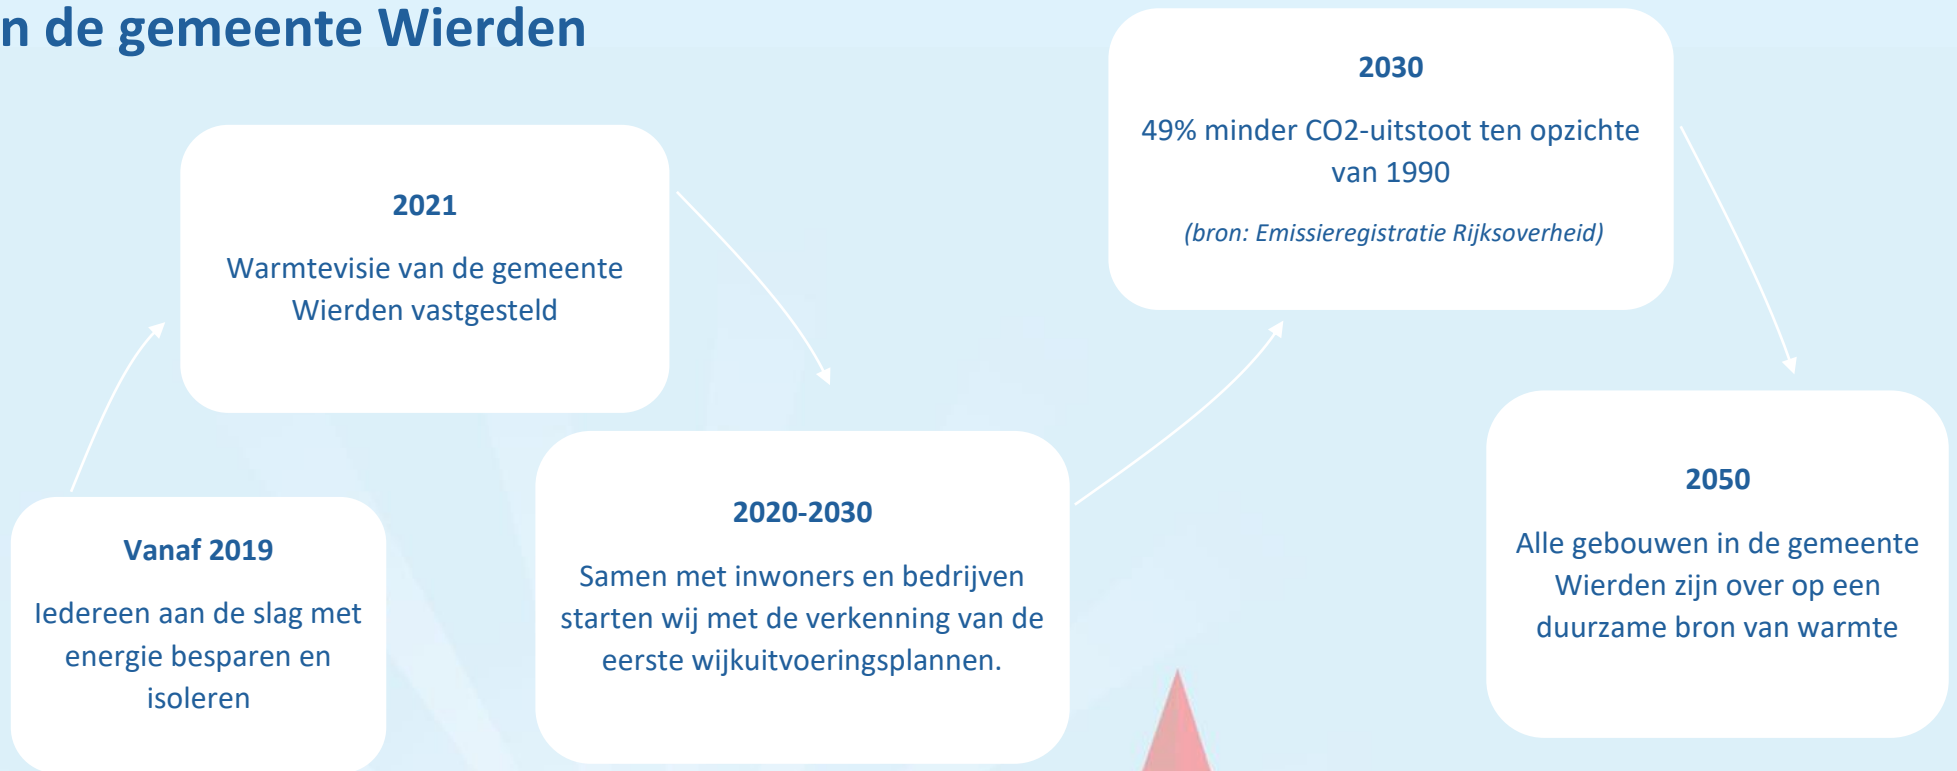 n de gemeente Wierden
Vanaf 2019
Iedereen aan de slag met
energie besparen en
isoleren
2021
Warmtevisie van de gemeente
Wierden vastgesteld
2020-2030
Samen met inwoners en bedrijven
starten wij met de verkenning van de
eerste wijkuitvoeringsplannen.
2030
49% minder CO2-uitstoot ten opzichte
van 1990
(bron: Emissieregistratie Rijksoverheid)
2050
Alle gebouwen in de gemeente
Wierden zijn over op een
duurzame bron van warmte